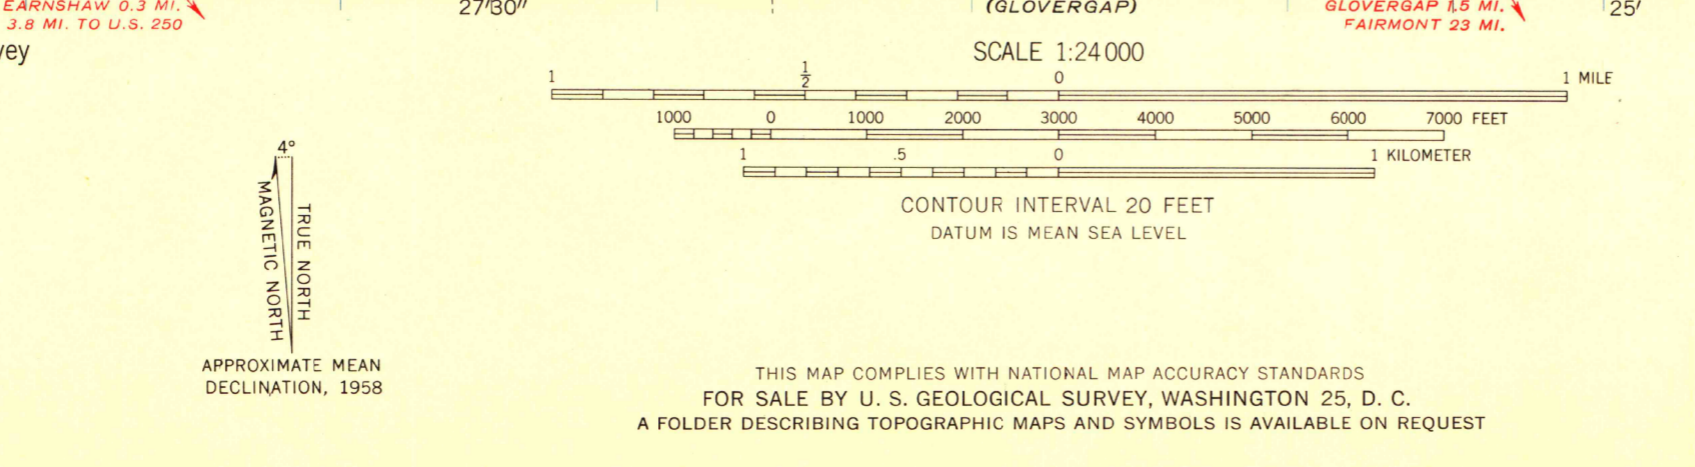 EARNSHAW 0.3 MI.
3.8 MI. TO U.S. 250
27'30"
(GLOVERGAP)
GLOVERGAP 1.5 MI.
FAIRMONT 23 MI.
25'
vey
SCALE 1:24 000
1 1/2 0 1 MILE
1000 0 1000 2000 3000 4000 5000 6000 7000 FEET
1 .5 0 1 KILOMETER
CONTOUR INTERVAL 20 FEET
DATUM IS MEAN SEA LEVEL
4°
MAGNETIC NORTH
TRUE NORTH
APPROXIMATE MEAN
DECLINATION, 1958
THIS MAP COMPLIES WITH NATIONAL MAP ACCURACY STANDARDS
FOR SALE BY U. S. GEOLOGICAL SURVEY, WASHINGTON 25, D. C.
A FOLDER DESCRIBING TOPOGRAPHIC MAPS AND SYMBOLS IS AVAILABLE ON REQUEST